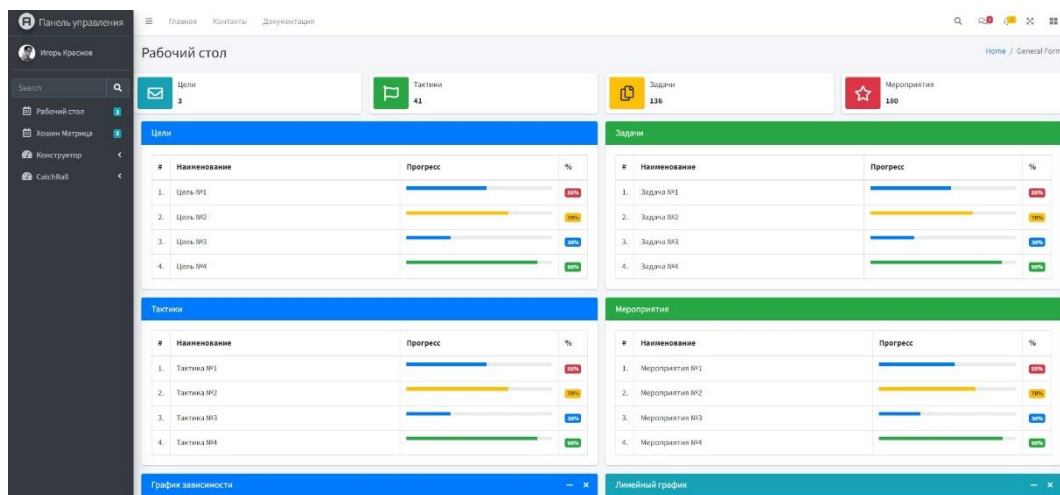 Панель управления
Главная Контакты Документация
Игорь Краснов
Рабочий стол
Home / General Form
Search
Рабочий стол
Хошин Матрица
Конструктор
CatchBall
Цели
3
Тактики
41
Задачи
136
Мероприятия
180
Цели
# Наименование Прогресс %
1. Цель №1 55%
2. Цель №2 70%
3. Цель №3 30%
4. Цель №4 90%
Задачи
# Наименование Прогресс %
1. Задача №1 55%
2. Задача №2 70%
3. Задача №3 30%
4. Задача №4 90%
Тактики
# Наименование Прогресс %
1. Тактика №1 55%
2. Тактика №2 70%
3. Тактика №3 30%
4. Тактика №4 90%
Мероприятия
# Наименование Прогресс %
1. Мероприятия №1 55%
2. Мероприятия №2 70%
3. Мероприятия №3 30%
4. Мероприятия №4 90%
График зависимости
Линейный график